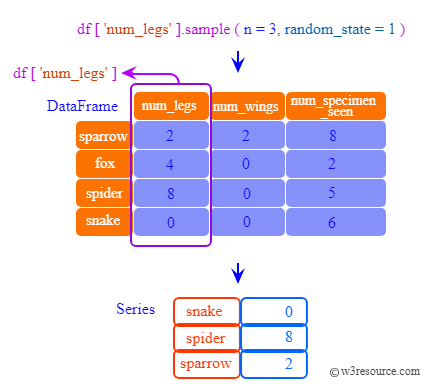 df [ 'num_legs' ].sample ( n = 3, random_state = 1 )
df [ 'num_legs' ]
DataFrame
num_legs num_wings num_specimen
_seen
sparrow 2 2 8
fox 4 0 2
spider 8 0 5
snake 0 0 6
Series
snake 0
spider 8
sparrow 2
© w3resource.com